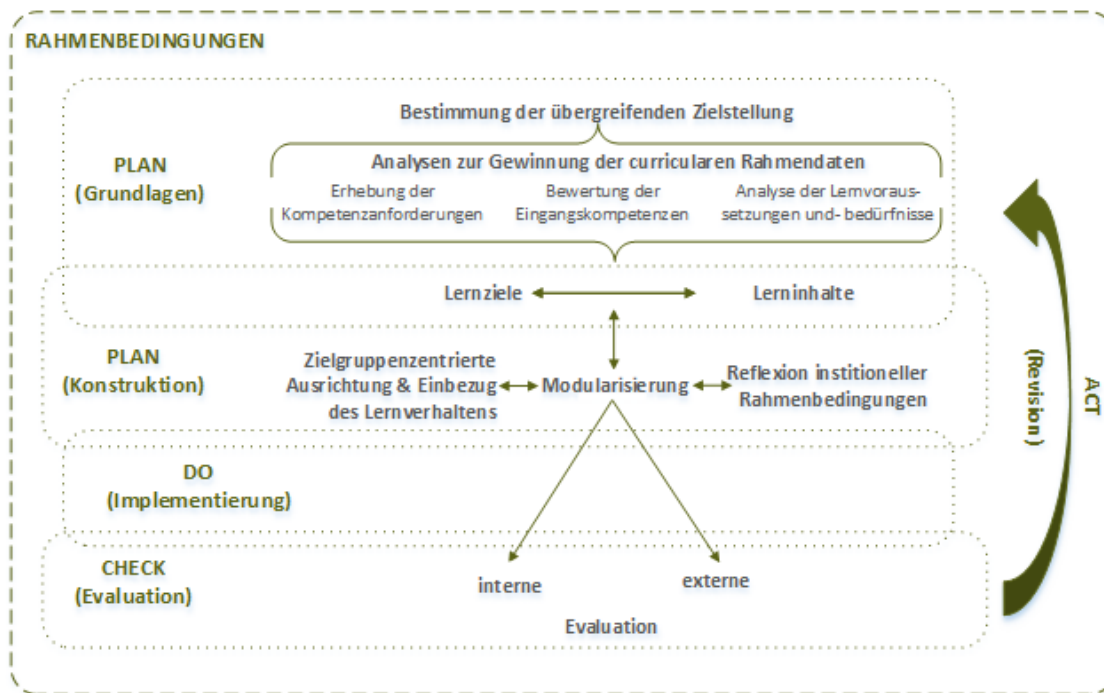 RAHMENBEDINGUNGEN
Bestimmung der übergreifenden Zielstellung
PLAN
(Grundlagen)
Analysen zur Gewinnung der curricularen Rahmendaten
Erhebung der
Kompetenzanforderungen
Bewertung der
Eingangskompetenzen
Analyse der Lernvoraus-
setzungen und- bedürfnisse
Lernziele
Lerninhalte
PLAN
(Konstruktion)
Zielgruppenzentrierte
Ausrichtung & Einbezug
des Lernverhaltens
Modularisierung
Reflexion institioneller
Rahmenbedingungen
DO
(Implementierung)
CHECK
(Evaluation)
interne
externe
Evaluation
ACT
(Revision)